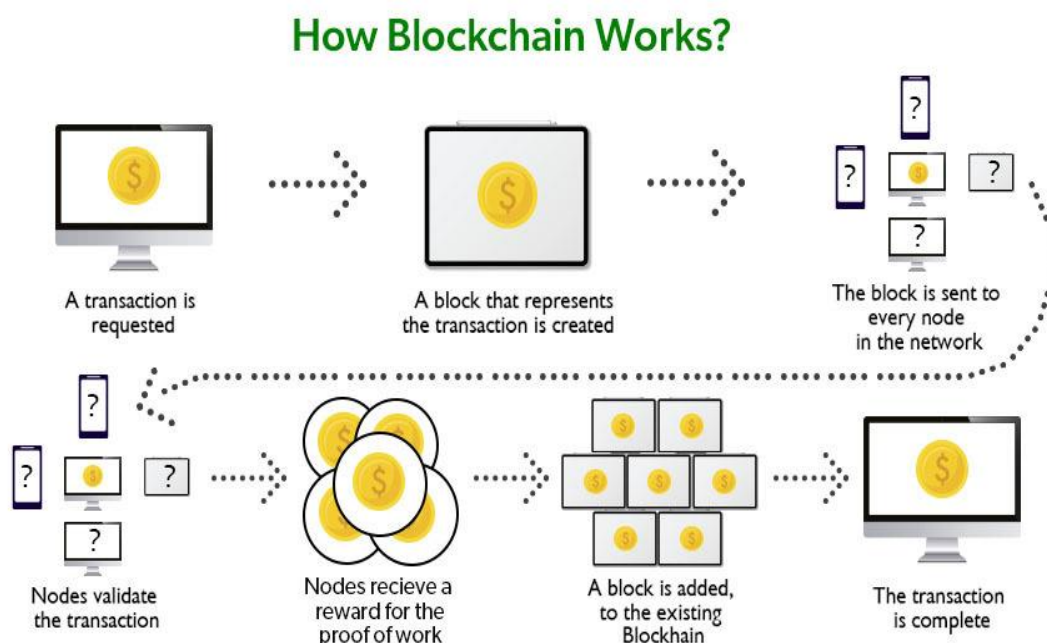 How Blockchain Works?
$
$
?
?
$
?
?
A transaction is
requested
A block that represents
the transaction is created
The block is sent to
every node
in the network
?
?
$
?
?
$
$
$
$
$
$
$
$
$
$
$
$
$
Nodes validate
the transaction
Nodes recieve a
reward for the
proof of work
A block is added,
to the existing
Blockhain
The transaction
is complete